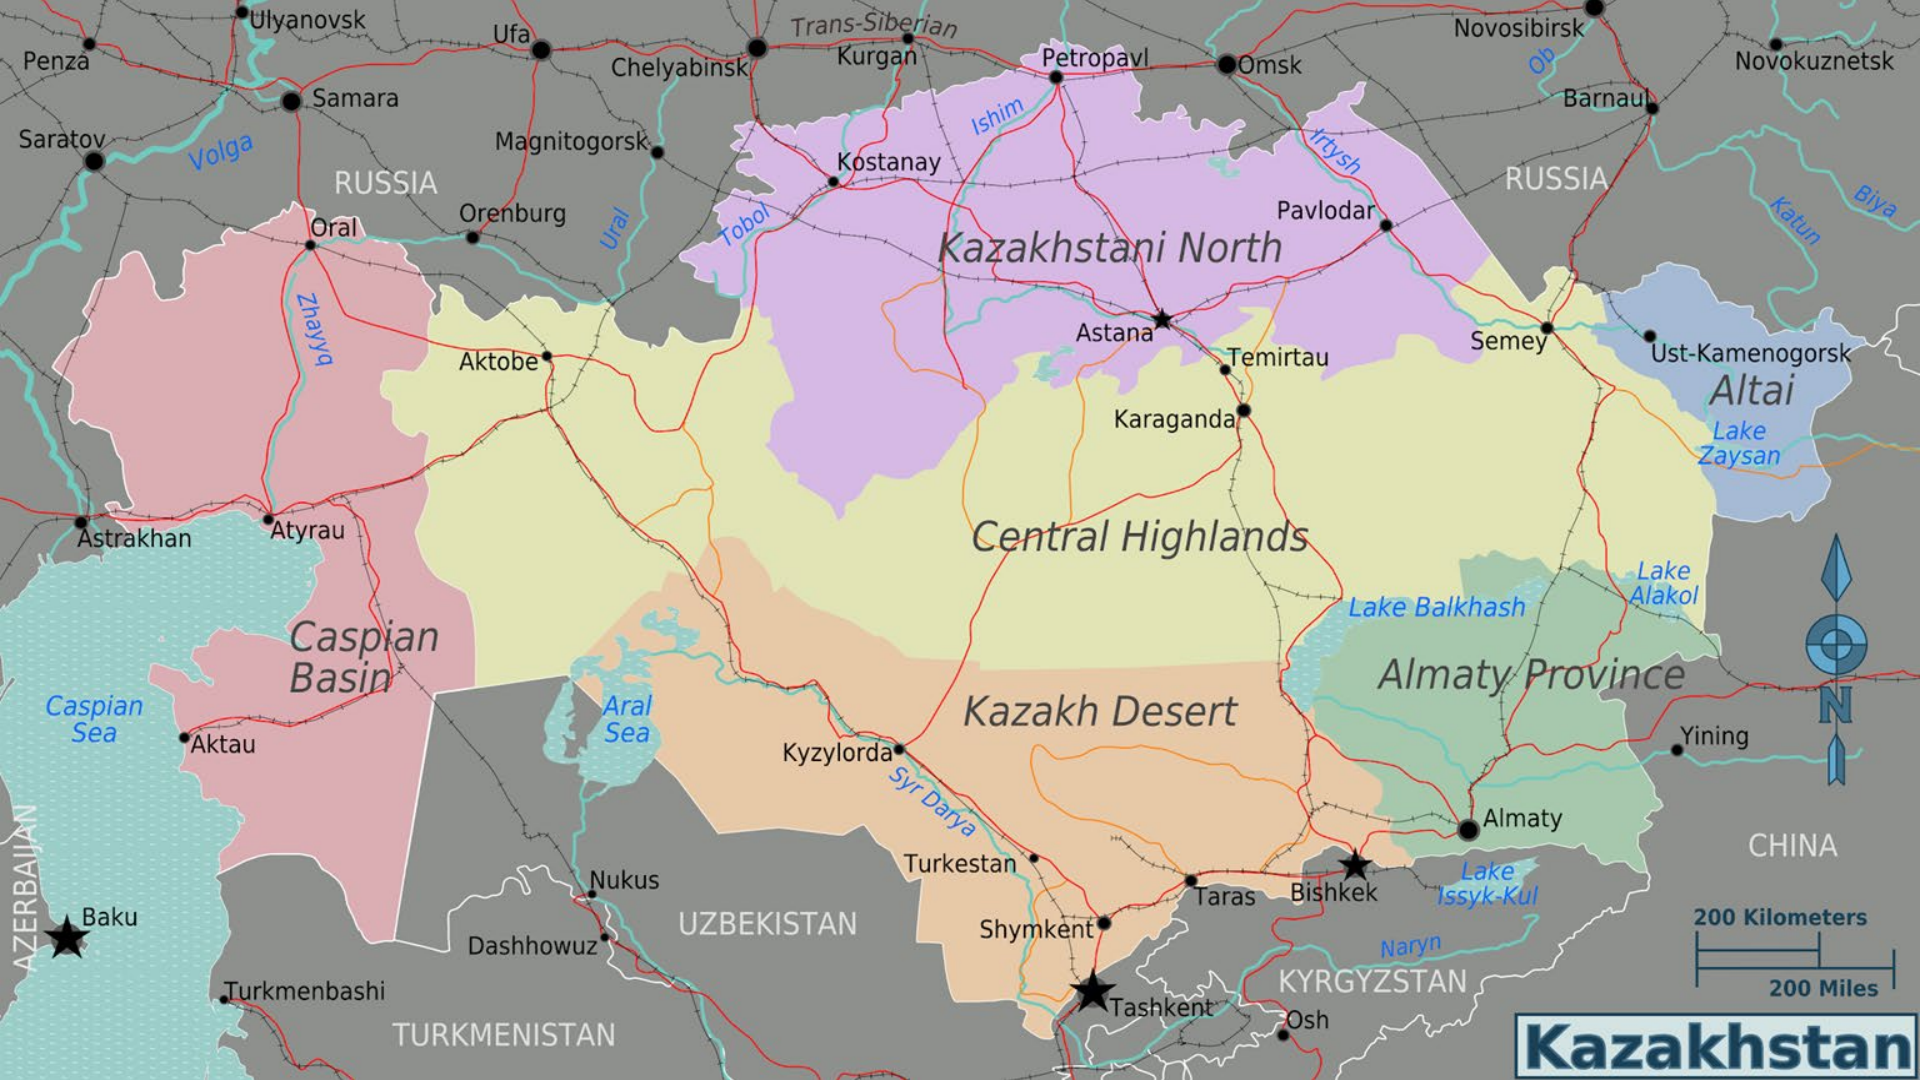 Ulyanovsk
Penza
Ufa
Trans-Siberian
Chelyabinsk
Kurgan
Petropavl
Omsk
Novosibirsk
Ob
Novokuznetsk
Samara
Barnaul
Saratov
Volga
Magnitogorsk
Ishim
Irtysh
Kostanay
RUSSIA
RUSSIA
Biya
Katun
Orenburg
Ural
Tobol
Pavlodar
Oral
Kazakhstani North
Zhayyq
Astana
Semey
Ust-Kamenogorsk
Aktobe
Temirtau
Altai
Karaganda
Lake
Zaysan
Central Highlands
Astrakhan
Atyrau
Lake
Alakol
Lake Balkhash
Caspian
Basin
Almaty Province
Caspian
Sea
Aral
Sea
Kazakh Desert
N
Aktau
Kyzylorda
Yining
Syr Darya
Almaty
CHINA
AZERBAIJAN
Turkestan
Nukus
Taras
Bishkek
Lake
Issyk-Kul
Baku
UZBEKISTAN
Shymkent
Dashhowuz
Naryn
200 Kilometers
KYRGYZSTAN
200 Miles
Turkmenbashi
Tashkent
Osh
TURKMENISTAN
Kazakhstan